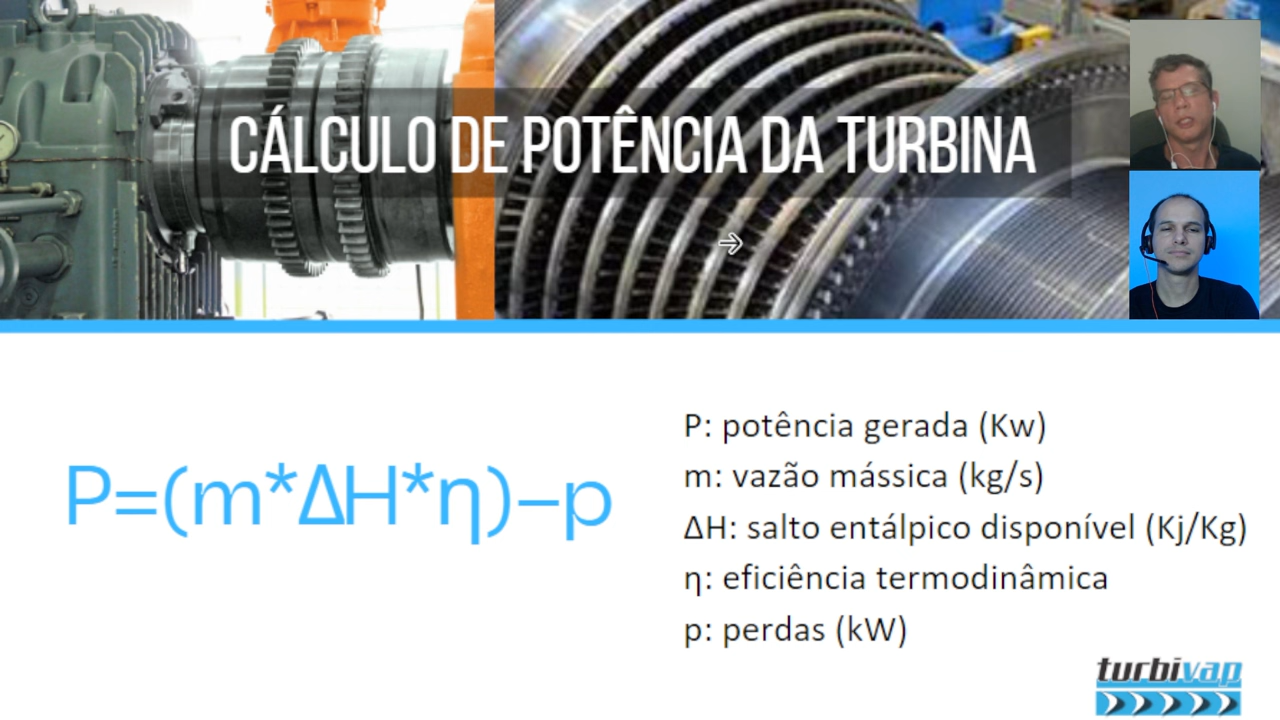 CÁLCULO DE POTÊNCIA DA TURBINA
P=(m*ΔH*η)–p
P: potência gerada (Kw)
m: vazão mássica (kg/s)
ΔH: salto entálpico disponível (Kj/Kg)
η: eficiência termodinâmica
p: perdas (kW)
turbivap